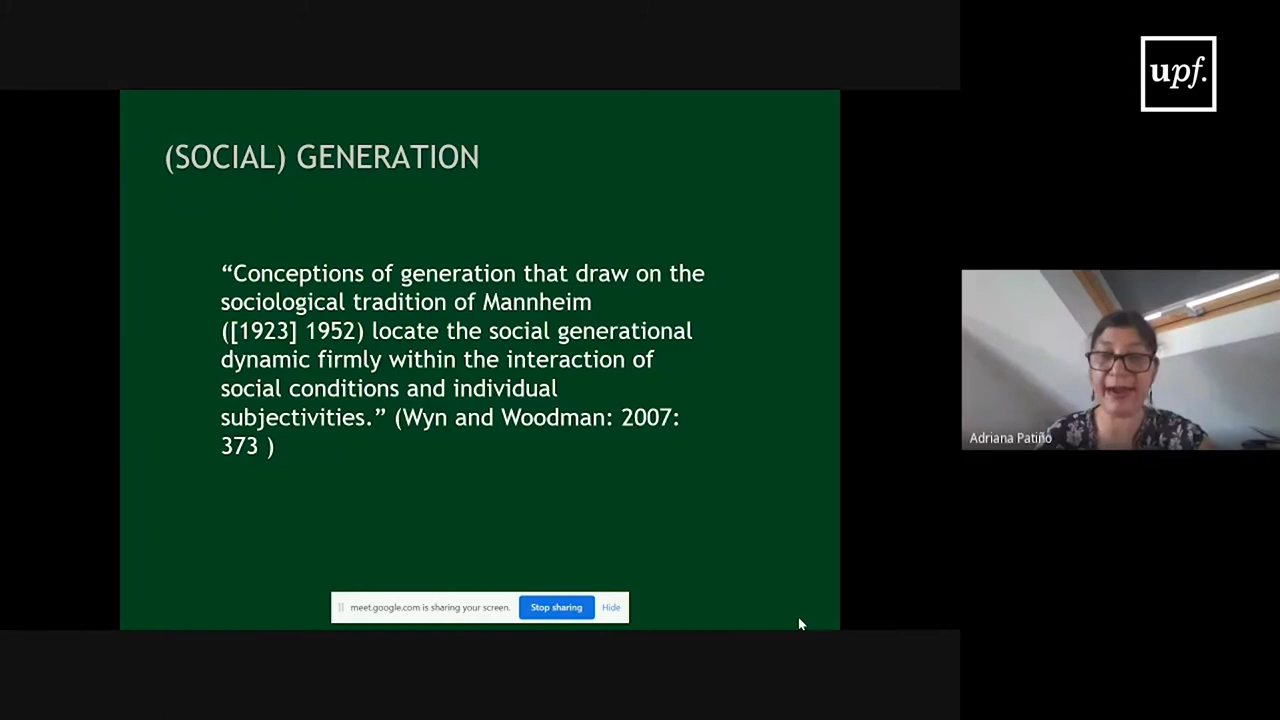 upf.
(SOCIAL) GENERATION
“Conceptions of generation that draw on the
sociological tradition of Mannheim
([1923] 1952) locate the social generational
dynamic firmly within the interaction of
social conditions and individual
subjectivities.” (Wyn and Woodman: 2007:
373 )
Adriana Patiño
meet.google.com is sharing your screen.
Stop sharing
Hide